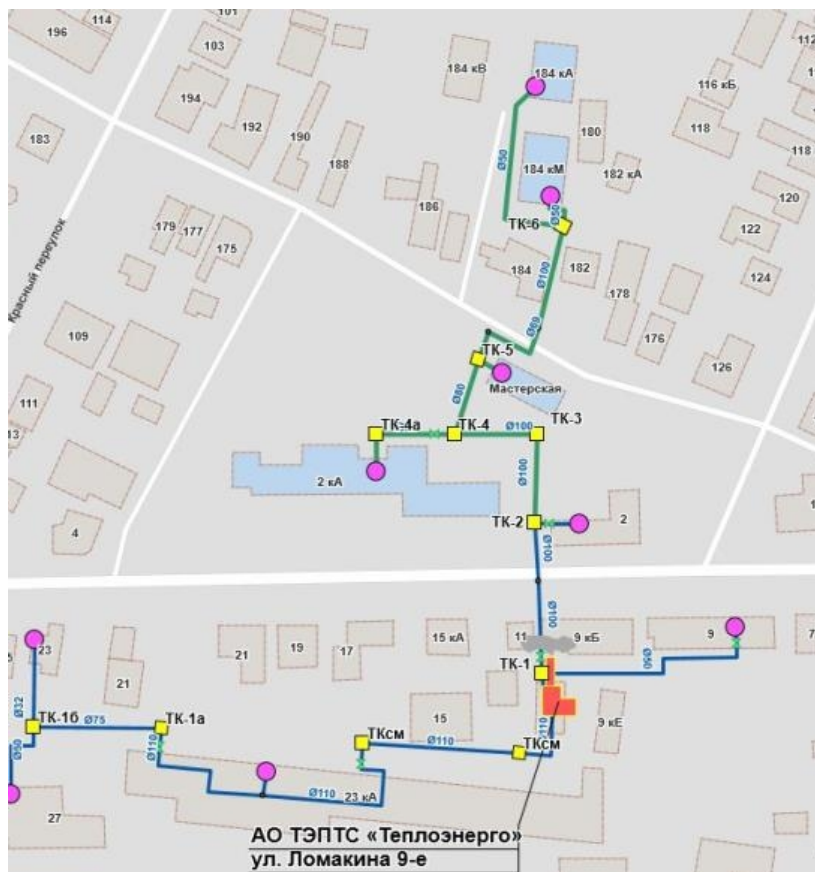 114
101
196
103
112
184 кВ
184 кА
116 кБ
194
118
192
190
180
118
183
188
Ø50
184 кМ
182 кА
120
186
Ø50
ТК-6
179
177
175
122
Красный переулок
184
182
Ø100
178
124
109
Ø69
176
ТК-5
126
Мастерская
111
Ø80
13
ТК-4а
ТК-4
Ø100
ТК-3
Ø100
2 кА
4
ТК-2
2
Ø100
Ø100
23
21
19
17
15 кА
11
9 кБ
9
7
ТК-1
Ø50
21
Ø32
15
9 кЕ
ТК-1б
Ø75
ТК-1а
ТКсм
Ø110
ТКсм
Ø110
Ø50
Ø110
Ø110
23 кА
27
АО ТЭПТС «Теплоэнерго»
ул. Ломакина 9-е